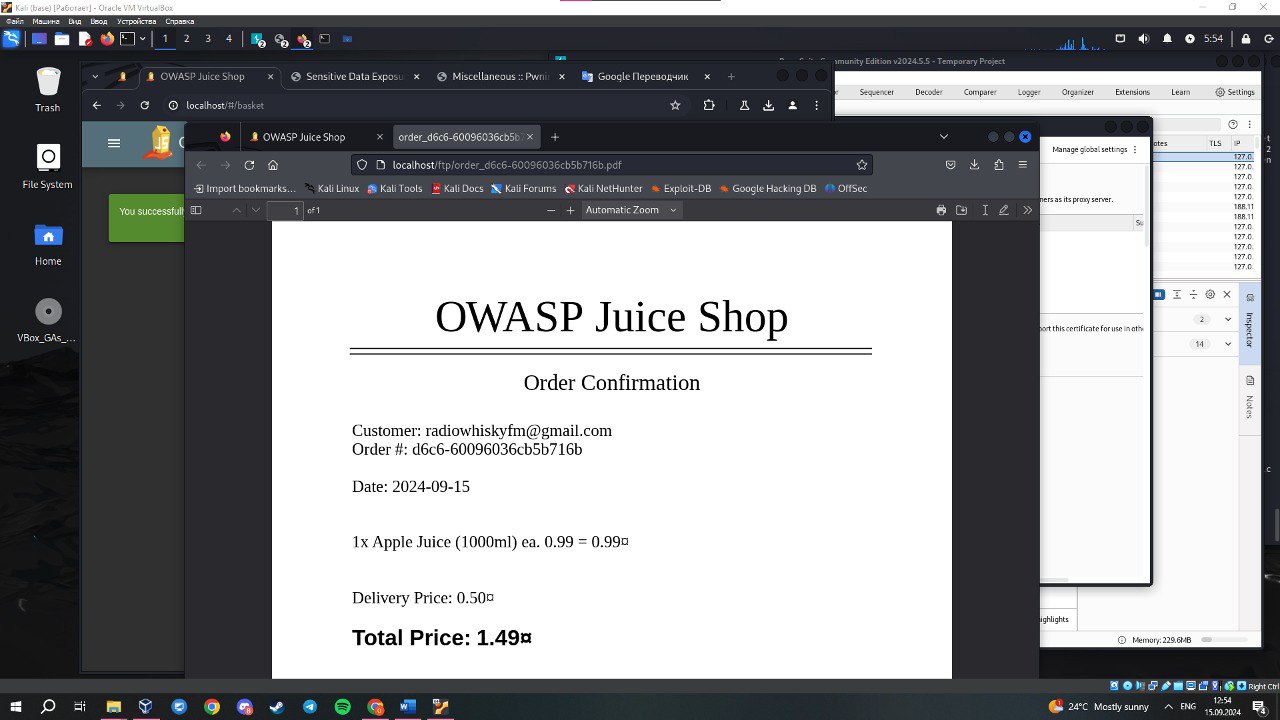 Kali (base) [Работает] - Oracle VM VirtualBox
Файл Машина Вид Ввод Устройства Справка
1 2 3 4
5:54
Community Edition v2024.5.5 - Temporary Project
OWASP Juice Shop
Sensitive Data Exposu
Miscellaneous :: Pwni
Google Переводчик
Sequencer Decoder Comparer Logger Organizer Extensions Learn Settings
localhost/#/basket
Trash
File System
Home
VBox_GAs_...
You successfull
OWASP Juice Shop
order_d6c6-60096036cb5b
localhost/ftp/order_d6c6-60096036cb5b716b.pdf
Import bookmarks... Kali Linux Kali Tools Kali Docs Kali Forums Kali NetHunter Exploit-DB Google Hacking DB OffSec
1 of 1
Automatic Zoom
OWASP Juice Shop
Order Confirmation
Customer: radiowhiskyfm@gmail.com
Order #: d6c6-60096036cb5b716b
Date: 2024-09-15
1x Apple Juice (1000ml) ea. 0.99 = 0.99¤
Delivery Price: 0.50¤
Total Price: 1.49¤
Manage global settings
ners as its proxy server.
Su
port this certificate for use in othe
otes TLS IP
127.0.
127.0.
127.0.
127.0.
127.0.
188.11
188.11
127.0.
127.0.
127.0.
127.0.
127.0.
2
14
Inspector
Notes
ighlights
Memory: 229.6MB
Right Ctrl
24°C Mostly sunny
ENG
12:54
15.09.2024